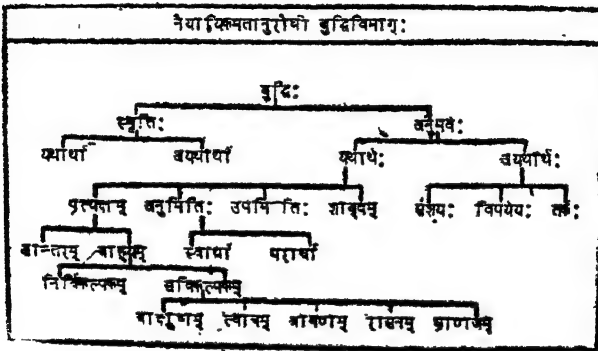 नैयायिकमतानुरोधी बुद्धिविभागः
बुद्धिः
स्मृतिः अनुभवः
यथार्था अयथार्था यथार्थः अयथार्थः
प्रत्यक्षम् अनुमितिः उपमितिः शाब्दम् संशयः विपर्ययः तर्कः
आन्तरम् बाह्यम् स्वार्था परार्था
निर्विकल्पकम् सविकल्पकम्
चाक्षुषम् त्वाचम् श्रावणम् रासनम् घ्राणजम्